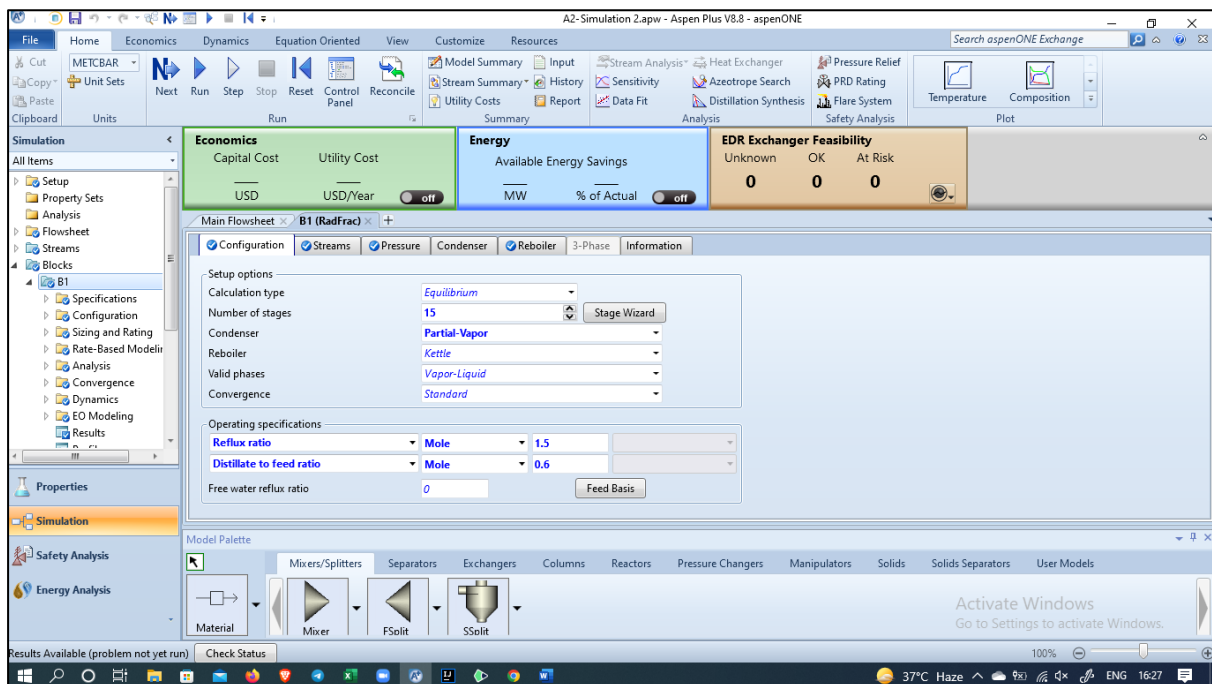 A2- Simulation 2.apw - Aspen Plus V8.8 - aspenONE
File Home Economics Dynamics Equation Oriented View Customize Resources Search aspenONE Exchange
Cut METCBAR Model Summary Input Stream Analysis Heat Exchanger Pressure Relief
Copy Unit Sets Next Run Step Stop Reset Control Panel Reconcile Stream Summary History Sensitivity Azeotrope Search PRD Rating Temperature Composition
Paste Utility Costs Report Data Fit Distillation Synthesis Flare System
Clipboard Units Run Summary Analysis Safety Analysis Plot
Simulation
All Items
Setup
Property Sets
Analysis
Flowsheet
Streams
Blocks
B1
Specifications
Configuration
Sizing and Rating
Rate-Based Modelir
Analysis
Convergence
Dynamics
EO Modeling
Results
Properties
Simulation
Safety Analysis
Energy Analysis
Economics
Capital Cost Utility Cost
USD USD/Year off
Energy
Available Energy Savings
MW % of Actual off
EDR Exchanger Feasibility
Unknown OK At Risk
0 0 0
Main Flowsheet B1 (RadFrac) +
Configuration Streams Pressure Condenser Reboiler 3-Phase Information
Setup options
Calculation type Equilibrium
Number of stages 15 Stage Wizard
Condenser Partial-Vapor
Reboiler Kettle
Valid phases Vapor-Liquid
Convergence Standard
Operating specifications
Reflux ratio Mole 1.5
Distillate to feed ratio Mole 0.6
Free water reflux ratio 0 Feed Basis
Model Palette
Mixers/Splitters Separators Exchangers Columns Reactors Pressure Changers Manipulators Solids Solids Separators User Models
Material Mixer FSplit SSplit
Activate Windows
Go to Settings to activate Windows.
Results Available (problem not yet run) Check Status 100%
37°C Haze ENG 16:27